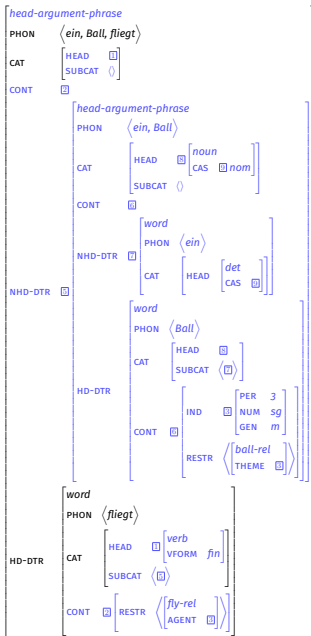 head-argument-phrase
PHON ⟨ein, Ball, fliegt⟩
CAT HEAD 1
SUBCAT ⟨⟩
CONT 2
head-argument-phrase
PHON ⟨ein, Ball⟩
CAT HEAD 8 noun
CAS 9 nom
SUBCAT ⟨⟩
CONT 6
NHD-DTR 7 word
PHON ⟨ein⟩
CAT HEAD det
CAS 9
NHD-DTR 5
HD-DTR word
PHON ⟨Ball⟩
CAT HEAD 8
SUBCAT ⟨7⟩
CONT 6 IND 3 PER 3
NUM sg
GEN m
RESTR ⟨ball-rel
THEME 3⟩
HD-DTR word
PHON ⟨fliegt⟩
CAT HEAD 1 verb
VFORM fin
SUBCAT ⟨5⟩
CONT 2 RESTR ⟨fly-rel
AGENT 3⟩